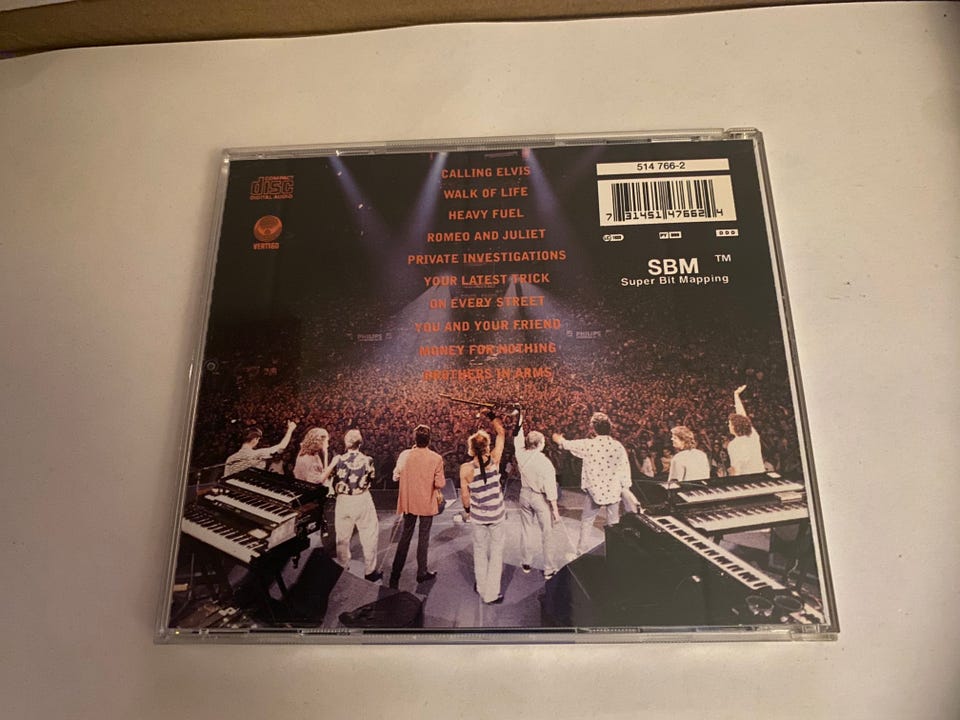 COMPACT
disc
DIGITAL AUDIO
VERTIGO
CALLING ELVIS
WALK OF LIFE
HEAVY FUEL
ROMEO AND JULIET
PRIVATE INVESTIGATIONS
YOUR LATEST TRICK
ON EVERY STREET
YOU AND YOUR FRIEND
MONEY FOR NOTHING
BROTHERS IN ARMS
PHILIPS
PHILIPS
514 766-2
7 31451 47662 4
DDD
SBM ™
Super Bit Mapping